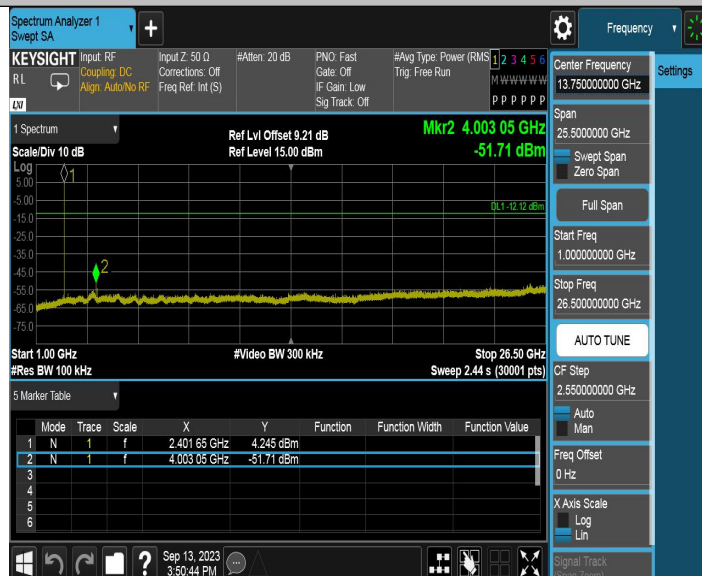 Spectrum Analyzer 1
Swept SA
+
Frequency
KEYSIGHT
RL
LXI
Input: RF
Coupling: DC
Align: Auto/No RF
Input Z: 50 Ω
Corrections: Off
Freq Ref: Int (S)
#Atten: 20 dB
PNO: Fast
Gate: Off
IF Gain: Low
Sig Track: Off
#Avg Type: Power (RMS
Trig: Free Run
1 2 3 4 5 6
M W W W W W
P P P P P P
1 Spectrum
Scale/Div 10 dB
Ref Lvl Offset 9.21 dB
Ref Level 15.00 dBm
Mkr2 4.003 05 GHz
-51.71 dBm
Log
5.00
-5.00
-15.0
-25.0
-35.0
-45.0
-55.0
-65.0
-75.0
1
2
DL1 -12.12 dBm
Start 1.00 GHz
#Res BW 100 kHz
#Video BW 300 kHz
Stop 26.50 GHz
Sweep 2.44 s (30001 pts)
5 Marker Table
Mode Trace Scale X Y Function Function Width Function Value
1 N 1 f 2.401 65 GHz 4.245 dBm
2 N 1 f 4.003 05 GHz -51.71 dBm
3
4
5
6
?
Sep 13, 2023
3:50:44 PM
Center Frequency
13.750000000 GHz
Settings
Span
25.5000000 GHz
Swept Span
Zero Span
Full Span
Start Freq
1.000000000 GHz
Stop Freq
26.500000000 GHz
AUTO TUNE
CF Step
2.550000000 GHz
Auto
Man
Freq Offset
0 Hz
X Axis Scale
Log
Lin
Signal Track
(Span Zoom)